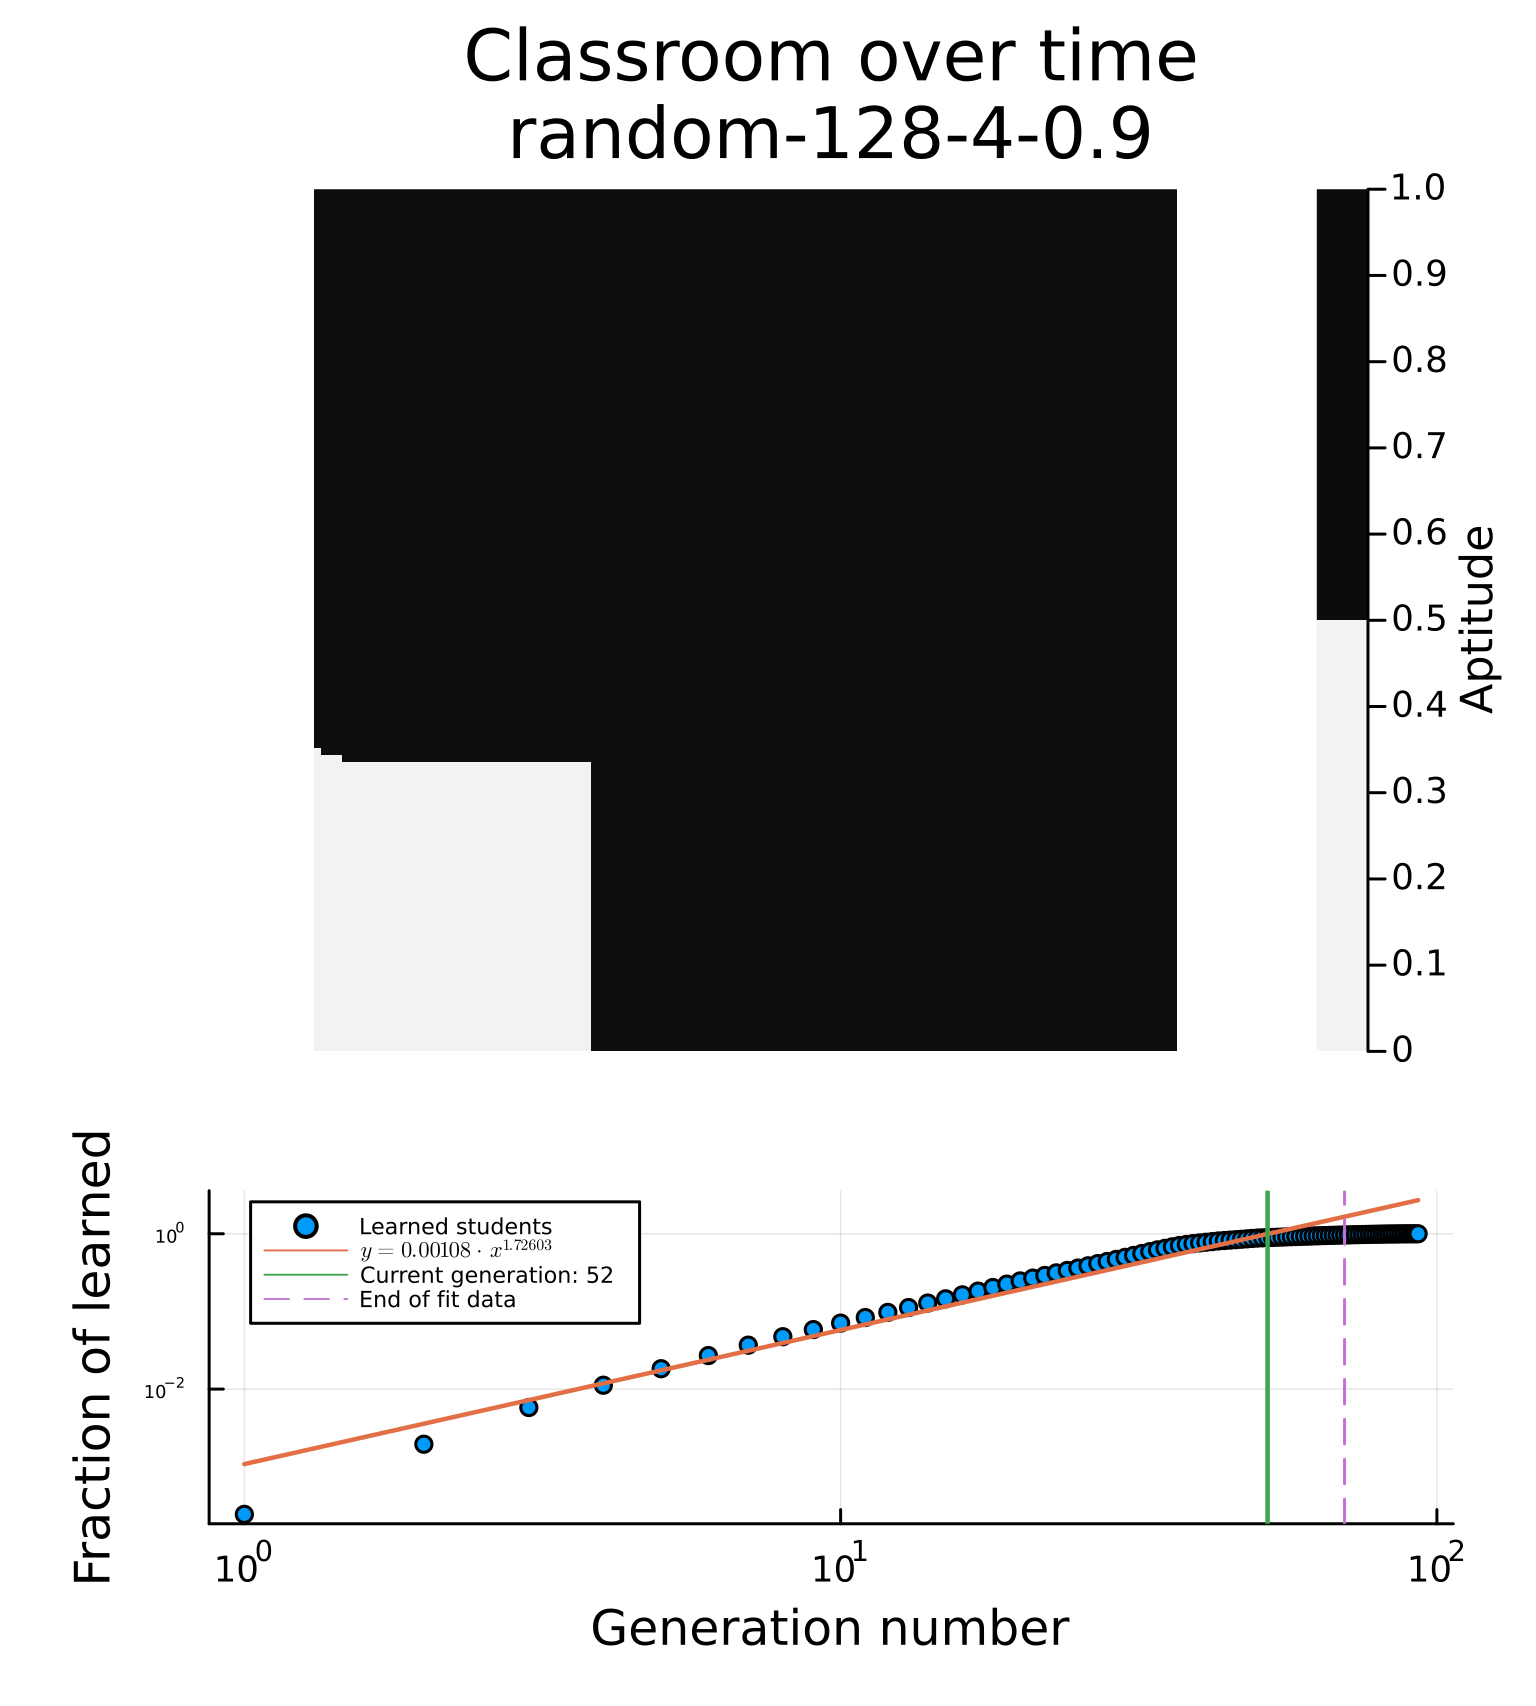 Classroom over time
random-128-4-0.9
1.0
0.9
0.8
0.7
0.6
0.5
0.4
0.3
0.2
0.1
0
Aptitude
Fraction of learned
10⁰
10⁻²
Learned students
y = 0.00108 · x¹·⁷²⁶⁰³
Current generation: 52
End of fit data
10⁰
10¹
10²
Generation number